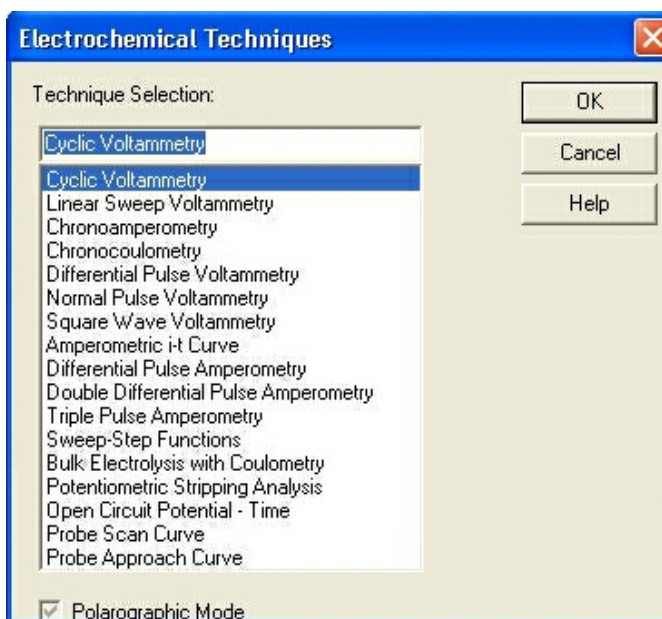 Electrochemical Techniques
Technique Selection:
OK
Cyclic Voltammetry
Cancel
Cyclic Voltammetry
Linear Sweep Voltammetry
Help
Chronoamperometry
Chronocoulometry
Differential Pulse Voltammetry
Normal Pulse Voltammetry
Square Wave Voltammetry
Amperometric i-t Curve
Differential Pulse Amperometry
Double Differential Pulse Amperometry
Triple Pulse Amperometry
Sweep-Step Functions
Bulk Electrolysis with Coulometry
Potentiometric Stripping Analysis
Open Circuit Potential - Time
Probe Scan Curve
Probe Approach Curve
Polarographic Mode